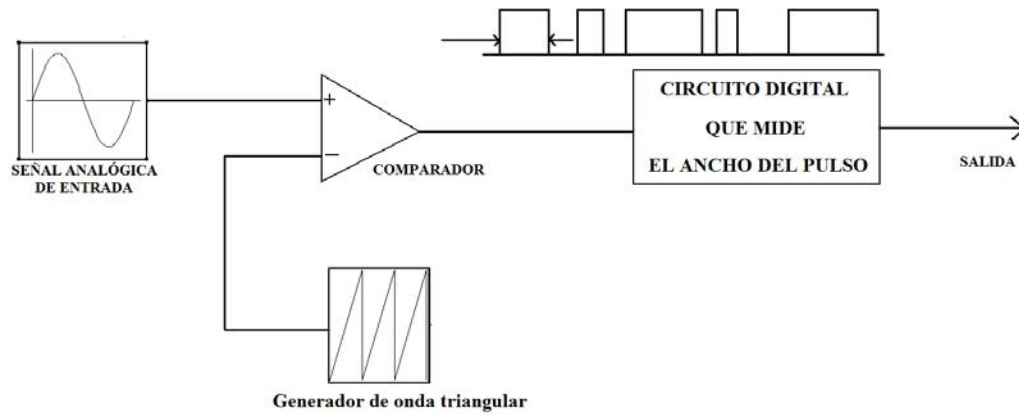 SEÑAL ANALÓGICA
DE ENTRADA
+
−
COMPARADOR
CIRCUITO DIGITAL
QUE MIDE
EL ANCHO DEL PULSO
SALIDA
Generador de onda triangular